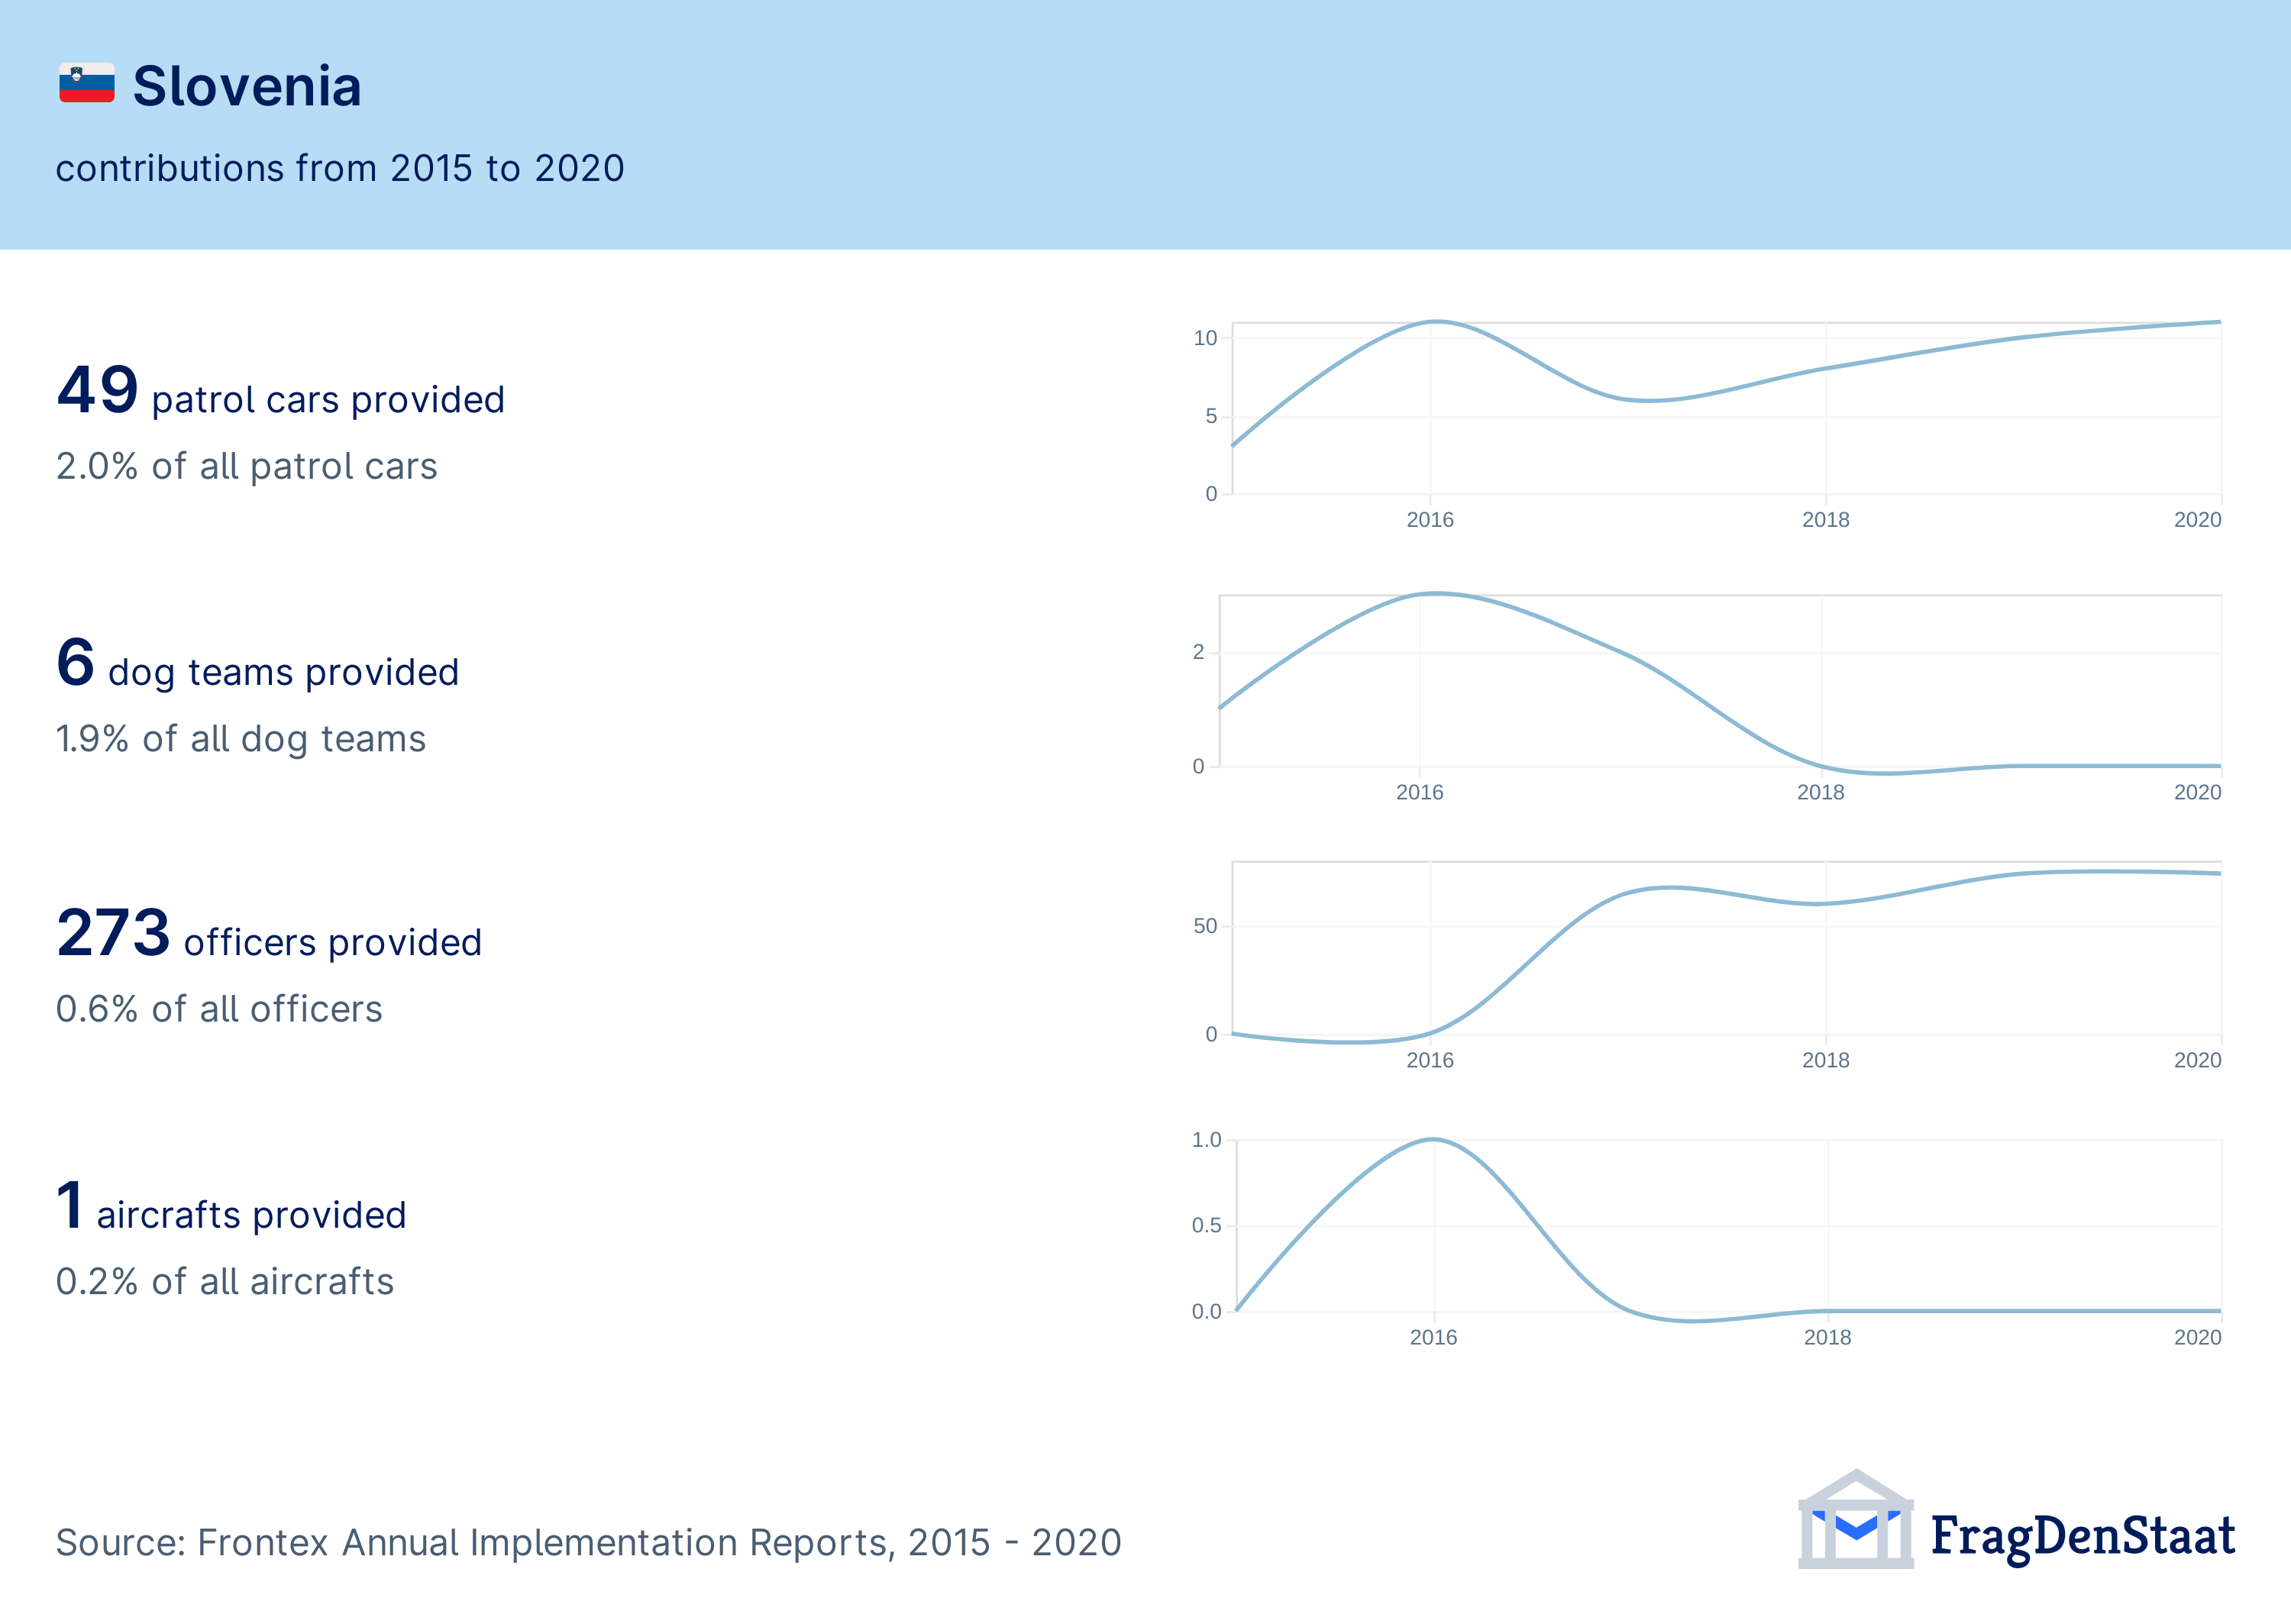 Slovenia
contributions from 2015 to 2020
49 patrol cars provided
2.0% of all patrol cars
10
5
0
2016 2018 2020
6 dog teams provided
1.9% of all dog teams
2
0
2016 2018 2020
273 officers provided
0.6% of all officers
50
0
2016 2018 2020
1 aircrafts provided
0.2% of all aircrafts
1.0
0.5
0.0
2016 2018 2020
Source: Frontex Annual Implementation Reports, 2015 - 2020
FragDenStaat